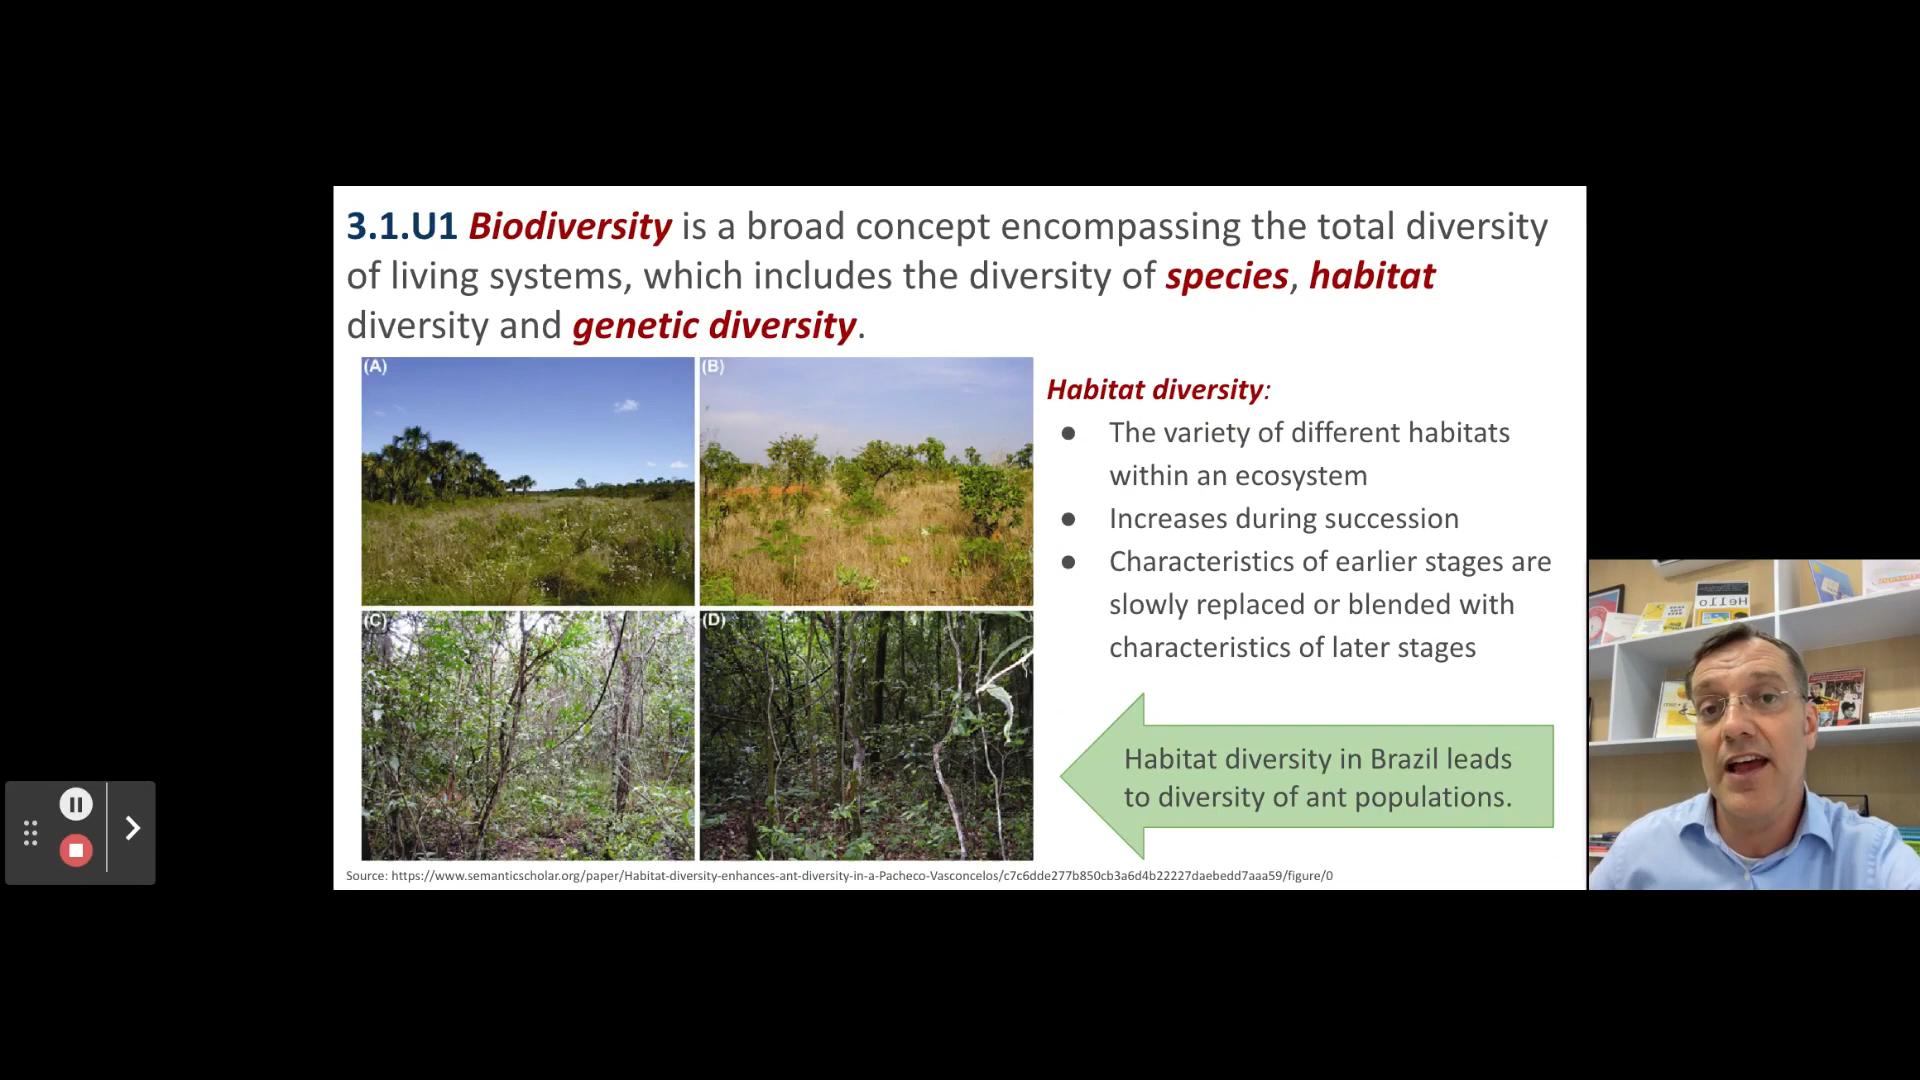 3.1.U1 Biodiversity is a broad concept encompassing the total diversity
of living systems, which includes the diversity of species, habitat
diversity and genetic diversity.
(A)
(B)
(C)
(D)
Habitat diversity:
● The variety of different habitats
within an ecosystem
● Increases during succession
● Characteristics of earlier stages are
slowly replaced or blended with
characteristics of later stages
Habitat diversity in Brazil leads
to diversity of ant populations.
Source: https://www.semanticscholar.org/paper/Habitat-diversity-enhances-ant-diversity-in-a-Pacheco-Vasconcelos/c7c6dde277b850cb3a6d4b22227daebedd7aaa59/figure/0
Hello